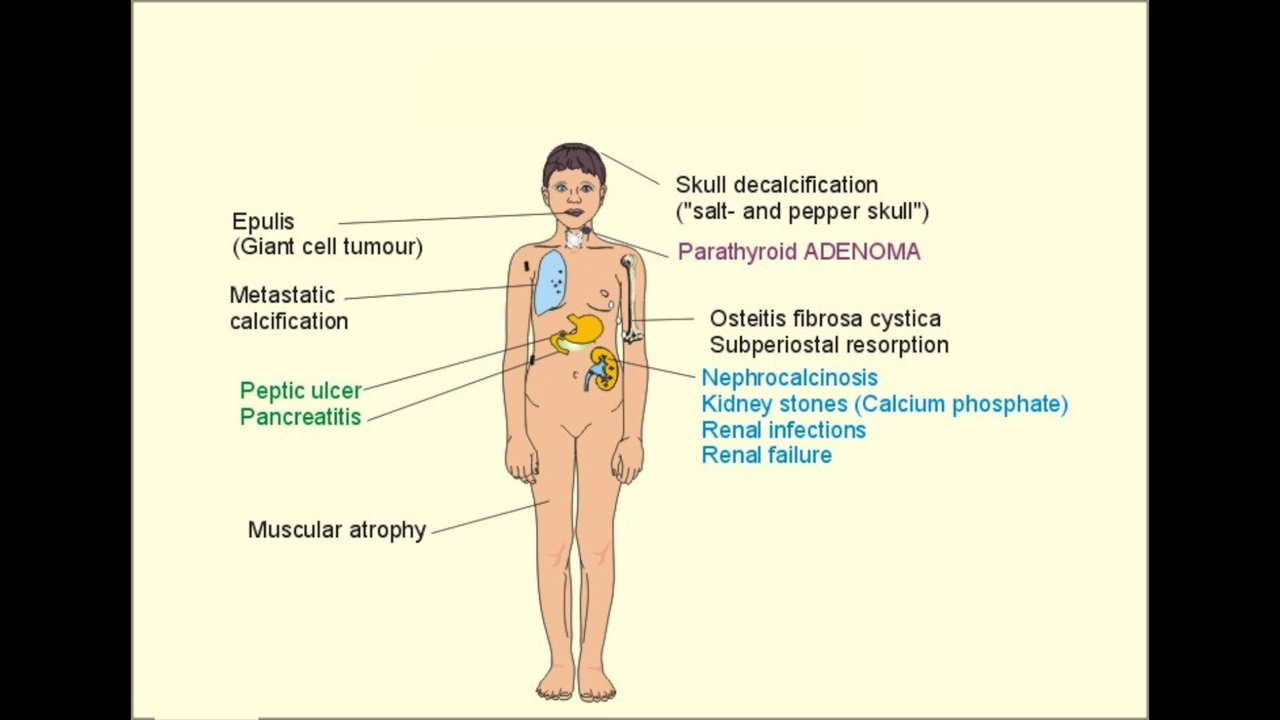 Skull decalcification
("salt- and pepper skull")
Epulis
(Giant cell tumour)
Parathyroid ADENOMA
Metastatic
calcification
Osteitis fibrosa cystica
Subperiostal resorption
Peptic ulcer
Pancreatitis
Nephrocalcinosis
Kidney stones (Calcium phosphate)
Renal infections
Renal failure
Muscular atrophy